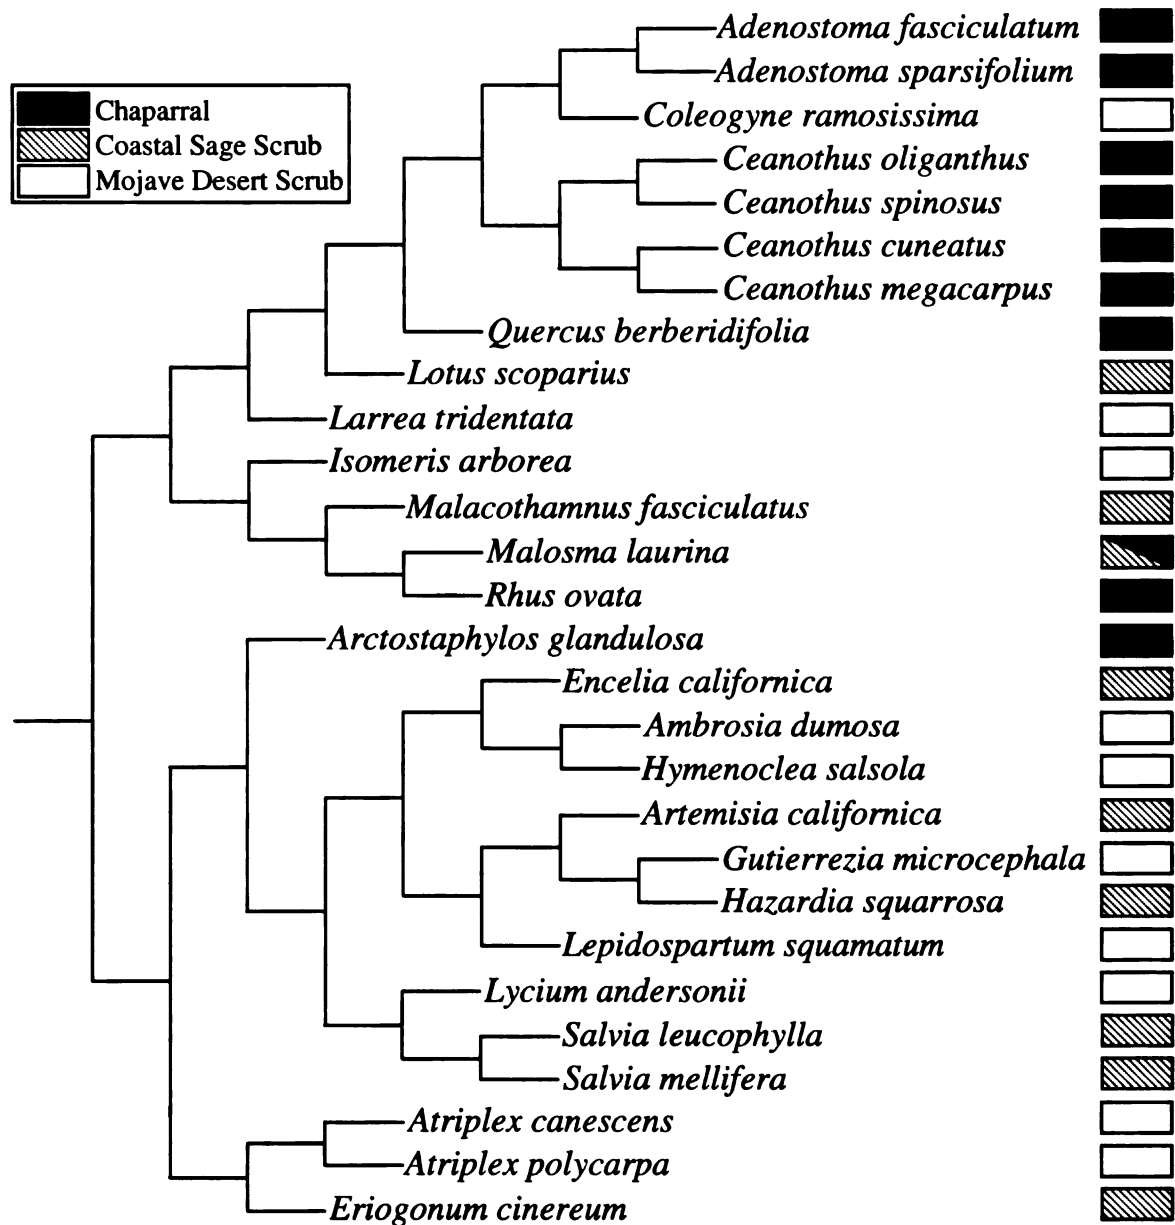 Adenostoma fasciculatum
Adenostoma sparsifolium
Chaparral
Coastal Sage Scrub
Mojave Desert Scrub
Coleogyne ramosissima
Ceanothus oliganthus
Ceanothus spinosus
Ceanothus cuneatus
Ceanothus megacarpus
Quercus berberidifolia
Lotus scoparius
Larrea tridentata
Isomeris arborea
Malacothamnus fasciculatus
Malosma laurina
Rhus ovata
Arctostaphylos glandulosa
Encelia californica
Ambrosia dumosa
Hymenoclea salsola
Artemisia californica
Gutierrezia microcephala
Hazardia squarrosa
Lepidospartum squamatum
Lycium andersonii
Salvia leucophylla
Salvia mellifera
Atriplex canescens
Atriplex polycarpa
Eriogonum cinereum